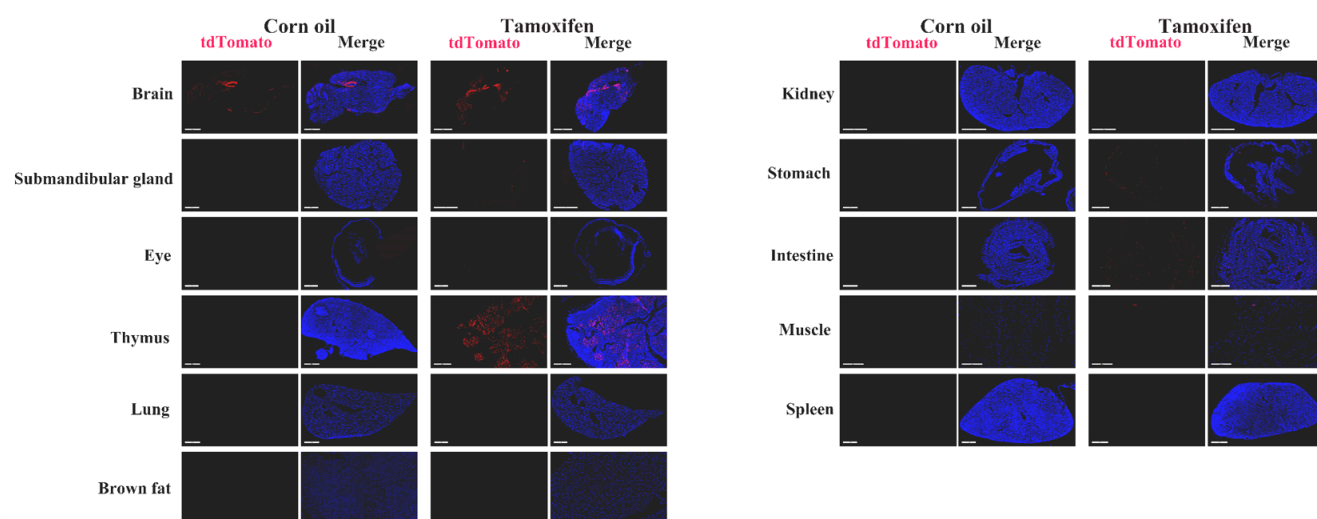 Corn oil Tamoxifen
tdTomato Merge tdTomato Merge
Brain
Submandibular gland
Eye
Thymus
Lung
Brown fat
Corn oil Tamoxifen
tdTomato Merge tdTomato Merge
Kidney
Stomach
Intestine
Muscle
Spleen